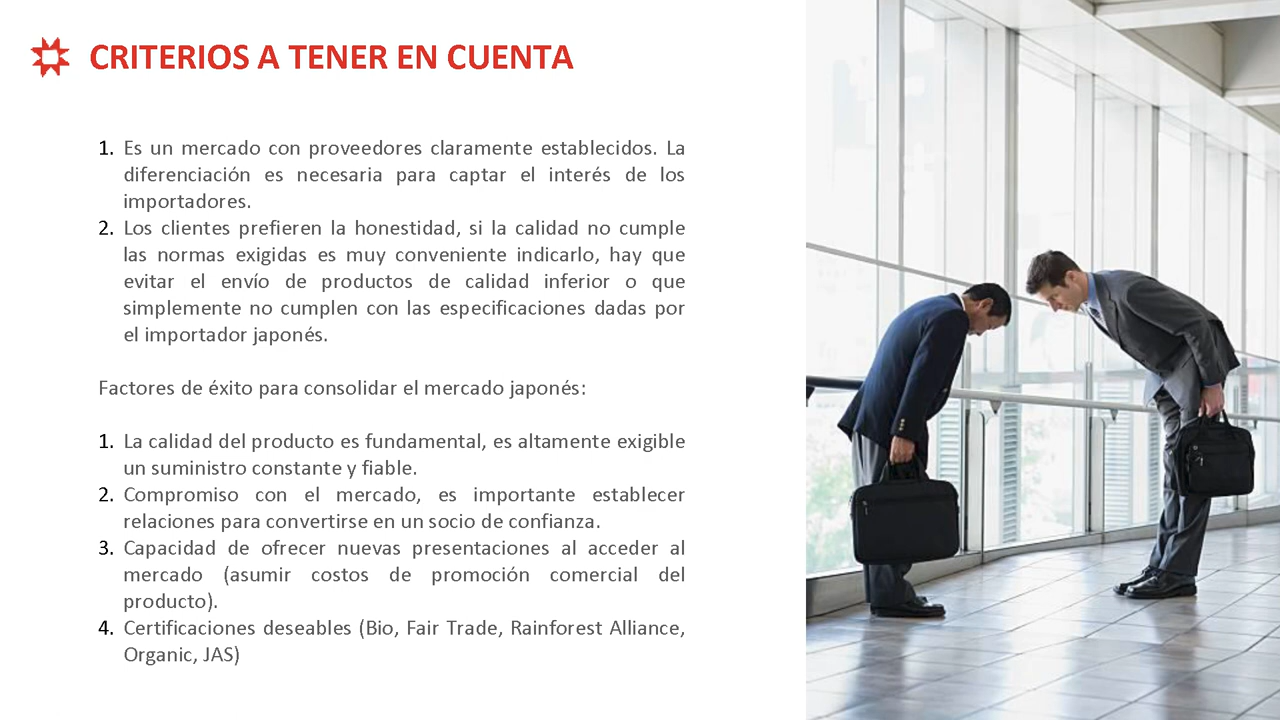 CRITERIOS A TENER EN CUENTA
1. Es un mercado con proveedores claramente establecidos. La
diferenciación es necesaria para captar el interés de los
importadores.
2. Los clientes prefieren la honestidad, si la calidad no cumple
las normas exigidas es muy conveniente indicarlo, hay que
evitar el envío de productos de calidad inferior o que
simplemente no cumplen con las especificaciones dadas por
el importador japonés.
Factores de éxito para consolidar el mercado japonés:
1. La calidad del producto es fundamental, es altamente exigible
un suministro constante y fiable.
2. Compromiso con el mercado, es importante establecer
relaciones para convertirse en un socio de confianza.
3. Capacidad de ofrecer nuevas presentaciones al acceder al
mercado (asumir costos de promoción comercial del
producto).
4. Certificaciones deseables (Bio, Fair Trade, Rainforest Alliance,
Organic, JAS)